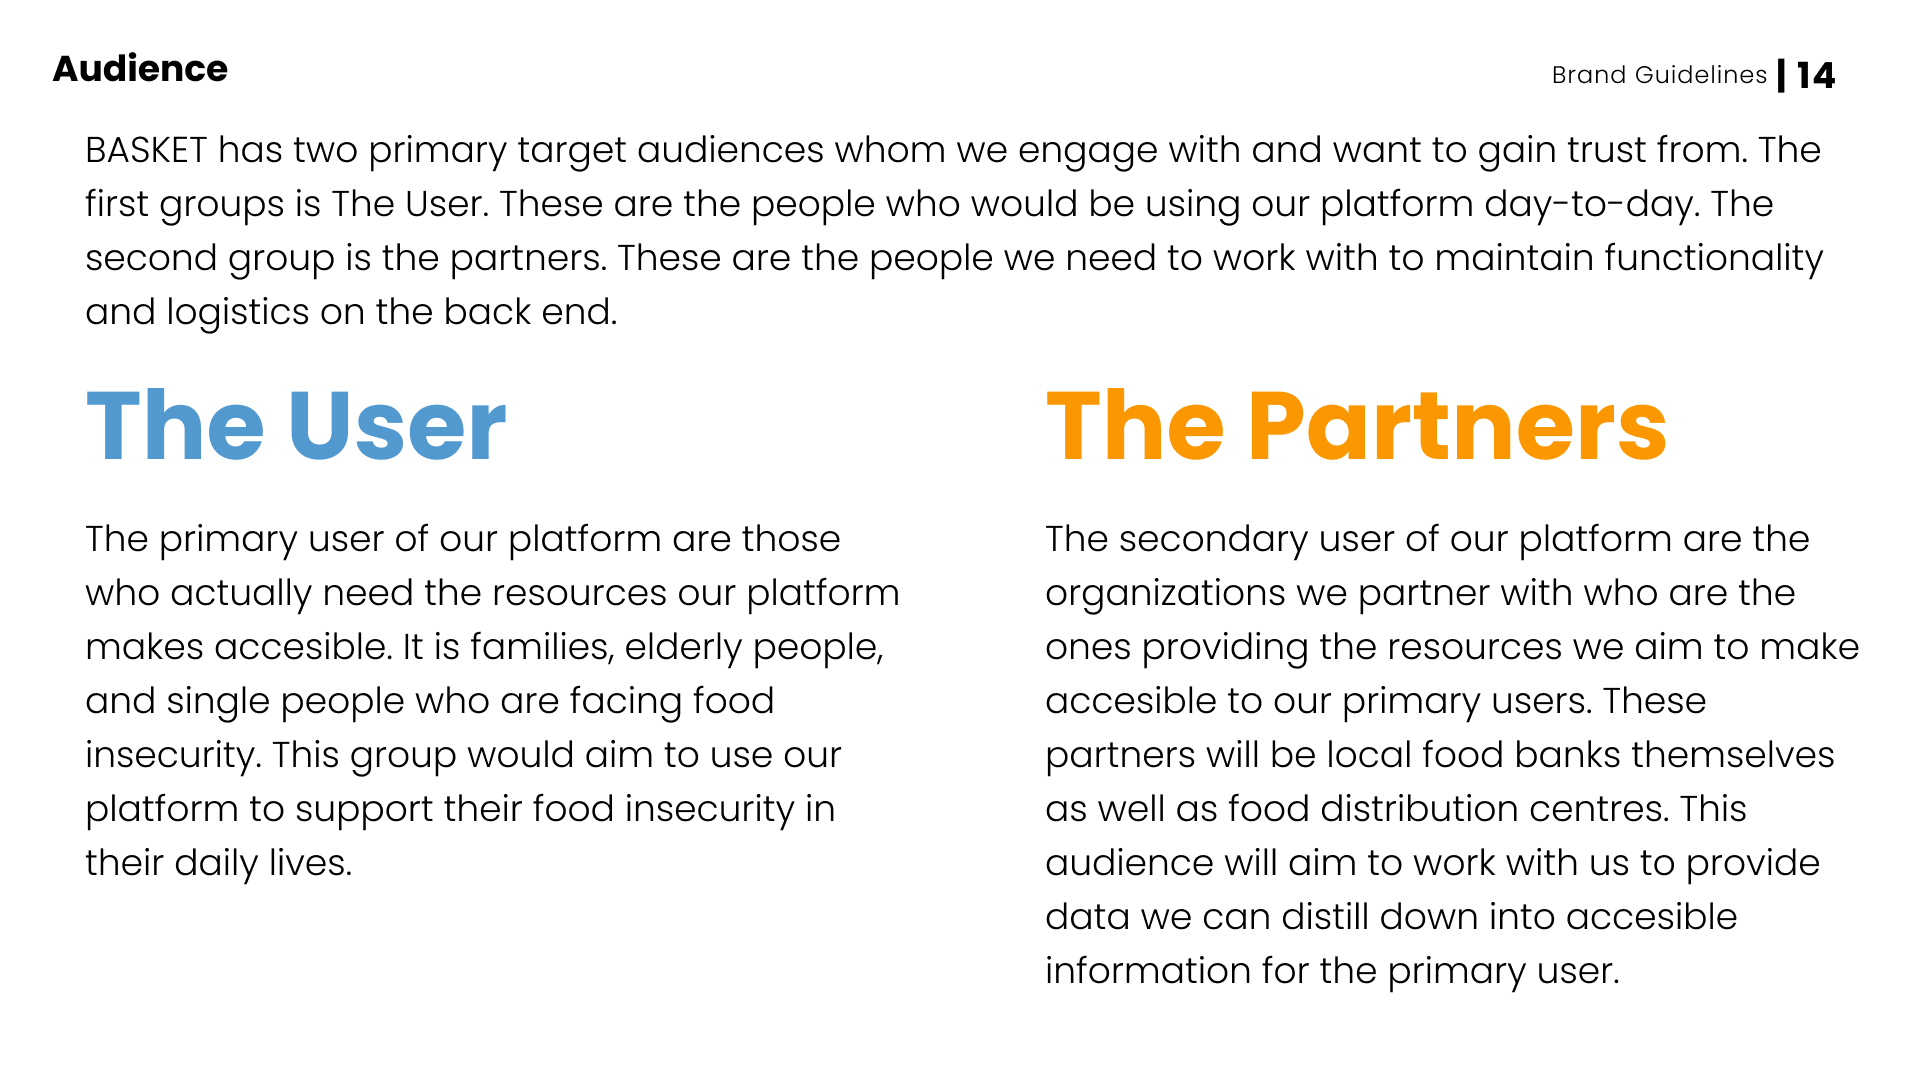 Audience
Brand Guidelines | 14
BASKET has two primary target audiences whom we engage with and want to gain trust from. The
first groups is The User. These are the people who would be using our platform day-to-day. The
second group is the partners. These are the people we need to work with to maintain functionality
and logistics on the back end.
The User
The primary user of our platform are those
who actually need the resources our platform
makes accesible. It is families, elderly people,
and single people who are facing food
insecurity. This group would aim to use our
platform to support their food insecurity in
their daily lives.
The Partners
The secondary user of our platform are the
organizations we partner with who are the
ones providing the resources we aim to make
accesible to our primary users. These
partners will be local food banks themselves
as well as food distribution centres. This
audience will aim to work with us to provide
data we can distill down into accesible
information for the primary user.